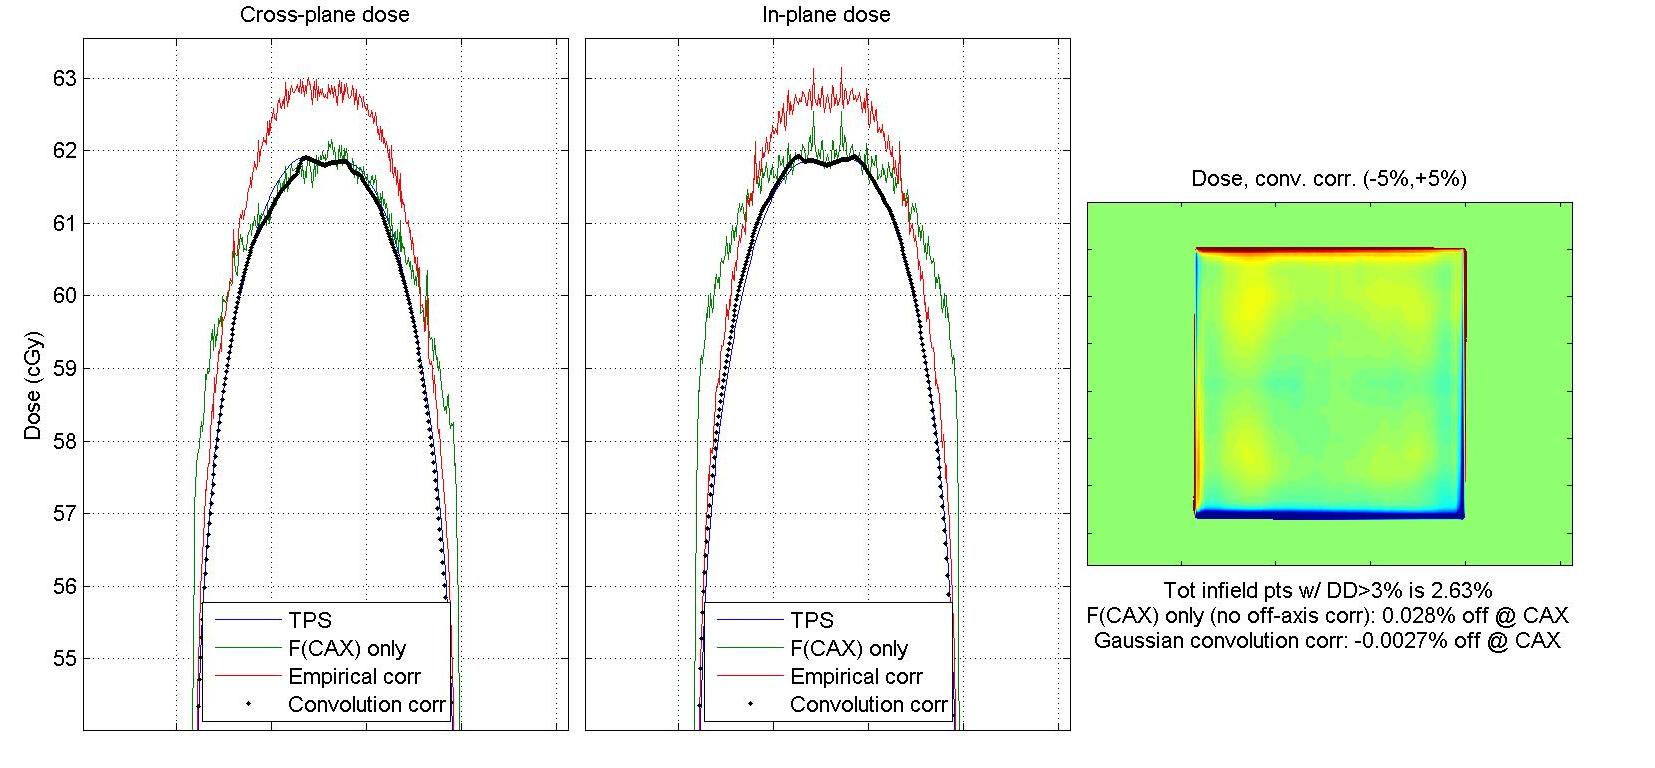 Cross-plane dose
In-plane dose
Dose (cGy)
63
62
61
60
59
58
57
56
55
TPS
F(CAX) only
Empirical corr
Convolution corr
TPS
F(CAX) only
Empirical corr
Convolution corr
Dose, conv. corr. (-5%,+5%)
Tot infield pts w/ DD>3% is 2.63%
F(CAX) only (no off-axis corr): 0.028% off @ CAX
Gaussian convolution corr: -0.0027% off @ CAX